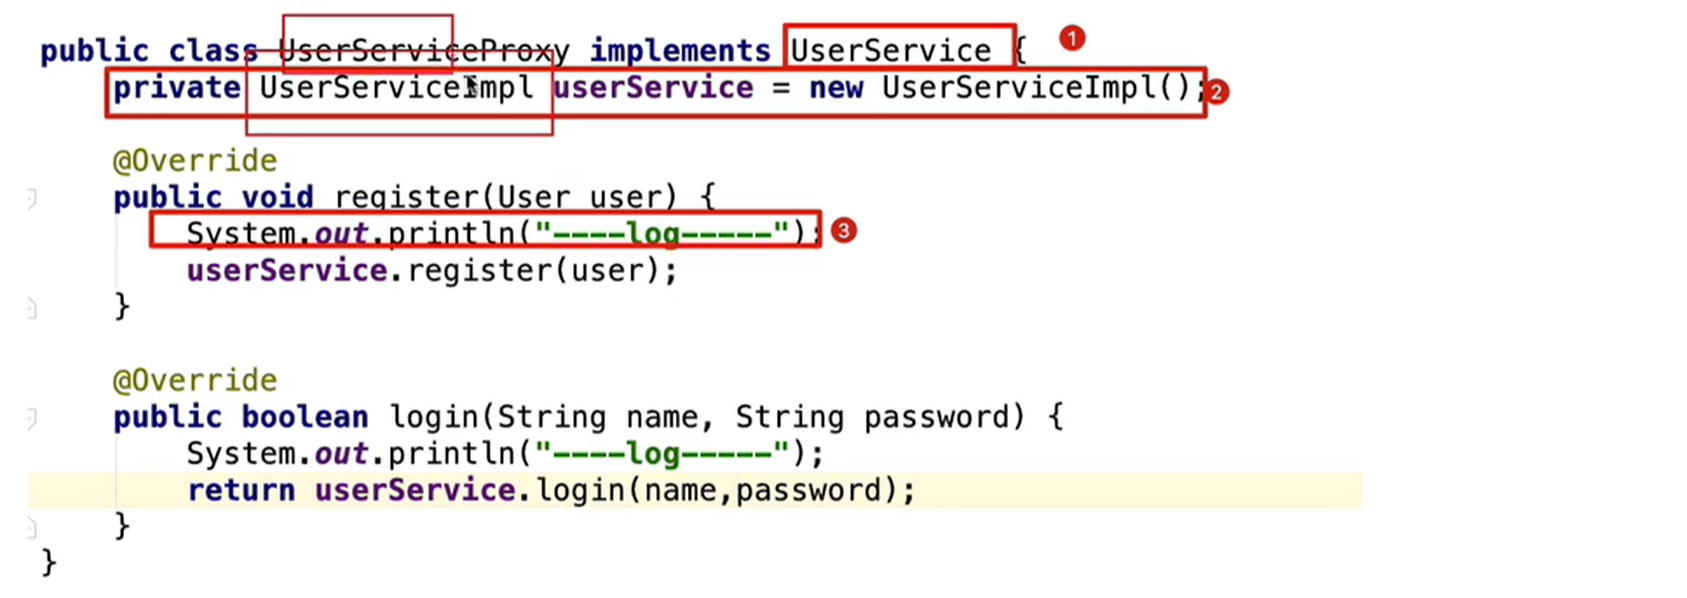 public class UserServiceProxy implements UserService { 1
private UserServiceImpl userService = new UserServiceImpl(); 2
@Override
public void register(User user) {
System.out.println("----log-----"); 3
userService.register(user);
}
@Override
public boolean login(String name, String password) {
System.out.println("----log-----");
return userService.login(name,password);
}
}